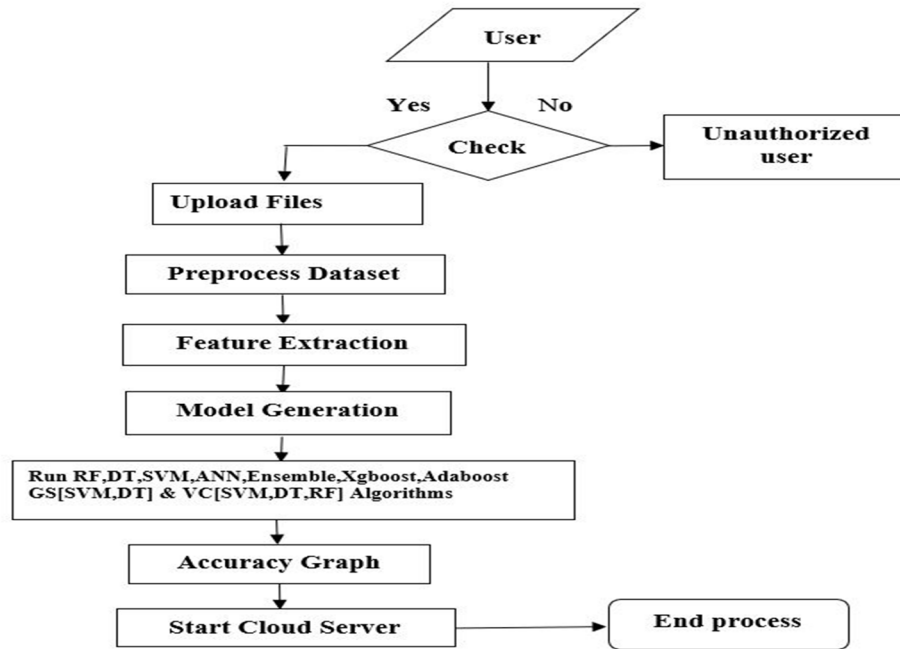 User
Yes
No
Check
Unauthorized
user
Upload Files
Preprocess Dataset
Feature Extraction
Model Generation
Run RF,DT,SVM,ANN,Ensemble,Xgboost,Adaboost
GS[SVM,DT] & VC[SVM,DT,RF] Algorithms
Accuracy Graph
Start Cloud Server
End process